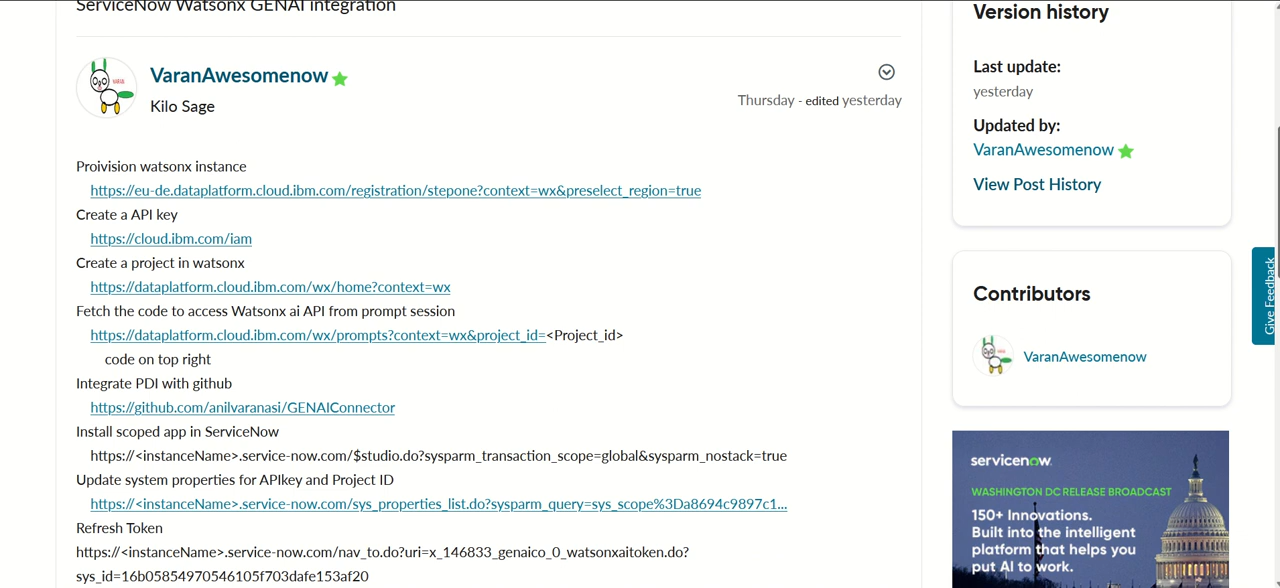 ServiceNow Watsonx GENAI integration
VaranAwesomenow
Kilo Sage
Thursday - edited yesterday
Proivision watsonx instance
https://eu-de.dataplatform.cloud.ibm.com/registration/stepone?context=wx&preselect_region=true
Create a API key
https://cloud.ibm.com/iam
Create a project in watsonx
https://dataplatform.cloud.ibm.com/wx/home?context=wx
Fetch the code to access Watsonx ai API from prompt session
https://dataplatform.cloud.ibm.com/wx/prompts?context=wx&project_id=<Project_id>
code on top right
Integrate PDI with github
https://github.com/anilvaranasi/GENAIConnector
Install scoped app in ServiceNow
https://<instanceName>.service-now.com/$studio.do?sysparm_transaction_scope=global&sysparm_nostack=true
Update system properties for APIkey and Project ID
https://<instanceName>.service-now.com/sys_properties_list.do?sysparm_query=sys_scope%3Da8694c9897c1...
Refresh Token
https://<instanceName>.service-now.com/nav_to.do?uri=x_146833_genaico_0_watsonxaitoken.do?
sys_id=16b05854970546105f703dafe153af20
Version history
Last update:
yesterday
Updated by:
VaranAwesomenow
View Post History
Contributors
VaranAwesomenow
Give Feedback
servicenow.
WASHINGTON DC RELEASE BROADCAST
150+ Innovations.
Built into the intelligent
platform that helps you
put AI to work.